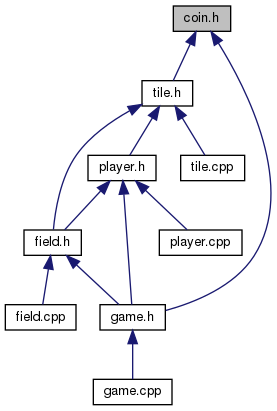 coin.h
tile.h
player.h
tile.cpp
field.h
player.cpp
field.cpp
game.h
game.cpp